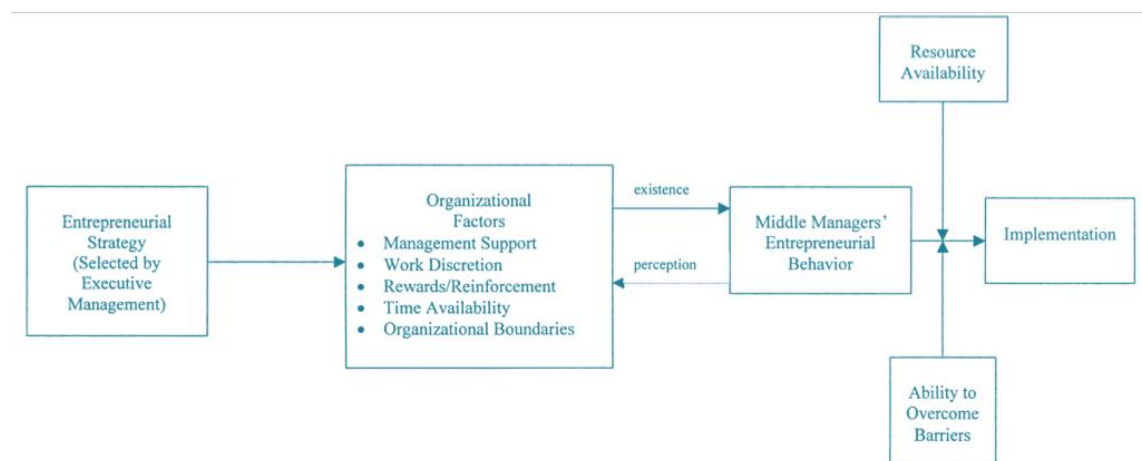 Entrepreneurial
Strategy
(Selected by
Executive
Management)
Organizational
Factors
• Management Support
• Work Discretion
• Rewards/Reinforcement
• Time Availability
• Organizational Boundaries
existence
perception
Middle Managers’
Entrepreneurial
Behavior
Resource
Availability
Implementation
Ability to
Overcome
Barriers